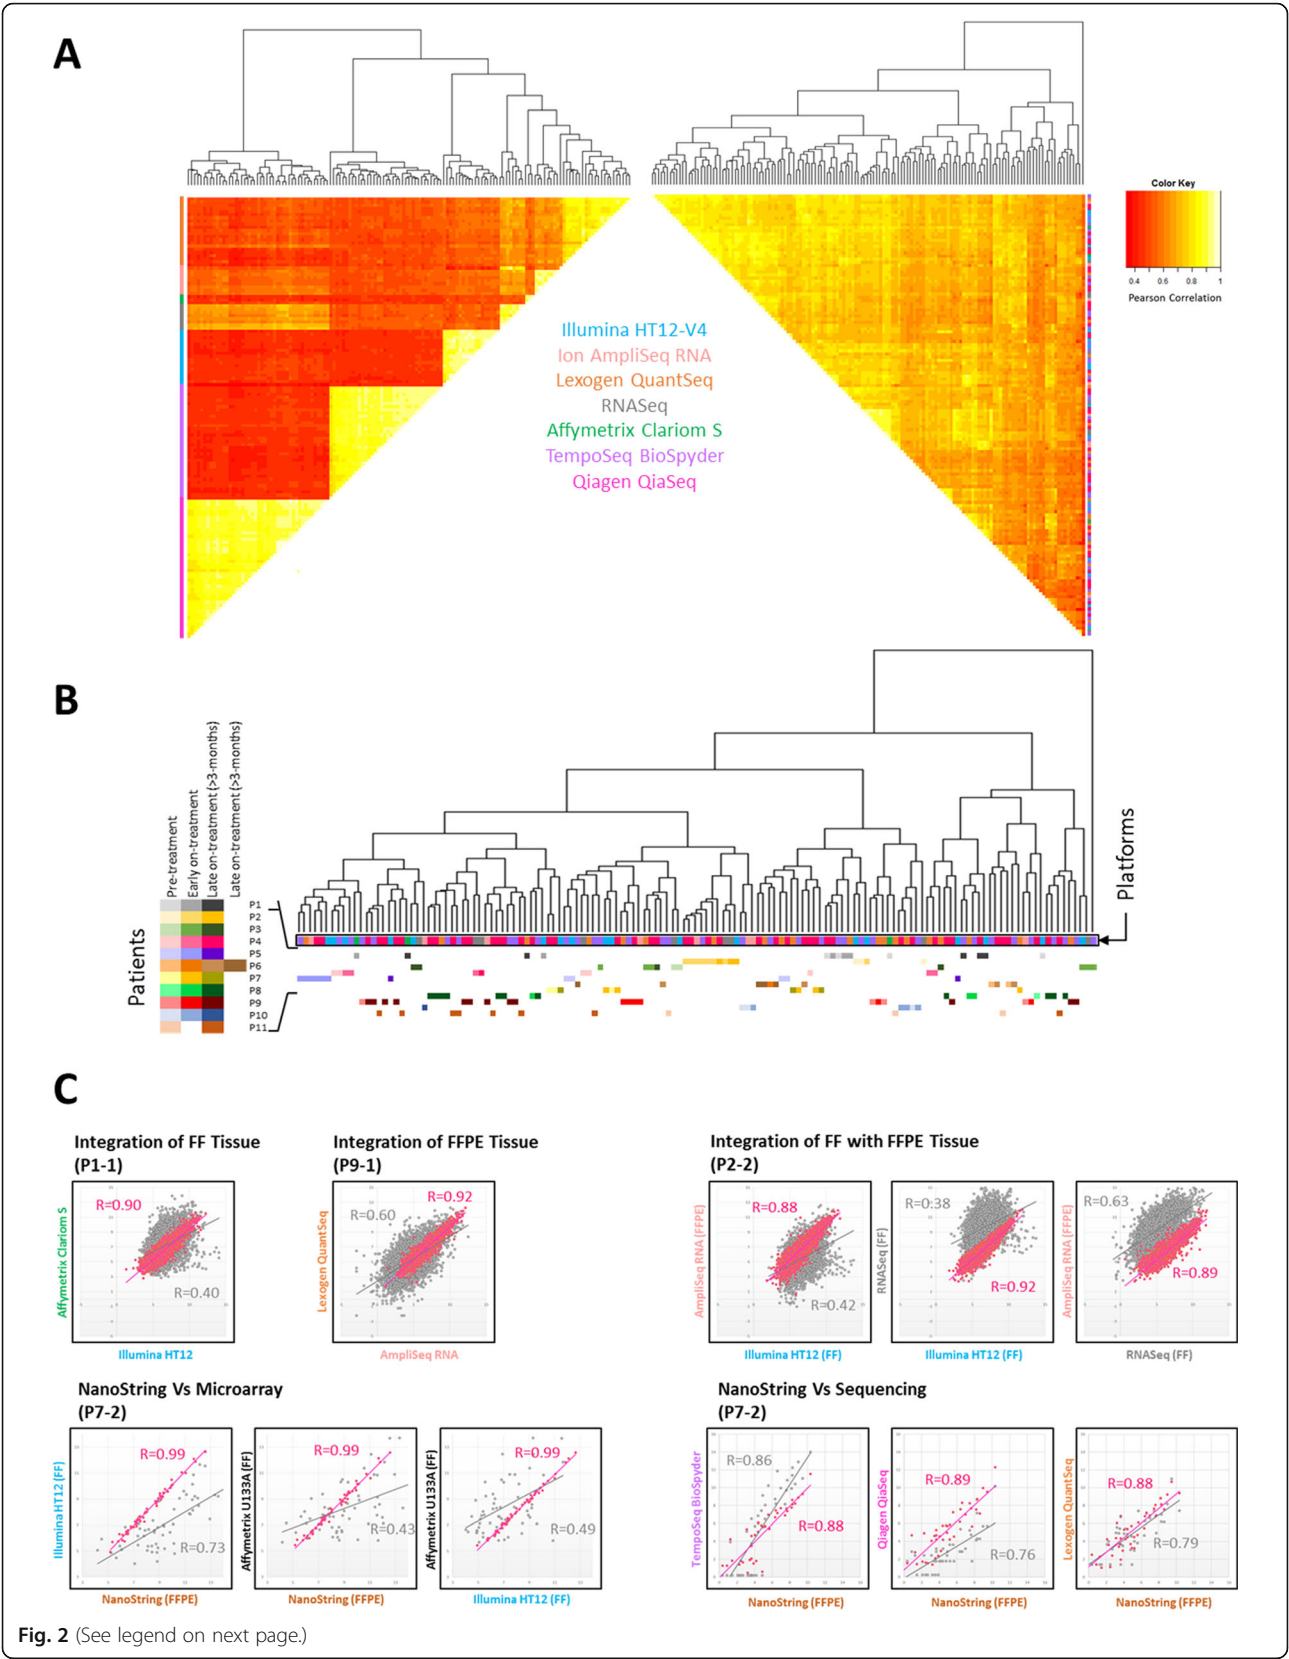 A
Color Key
0.4 0.6 0.8 1
Pearson Correlation
Illumina HT12-V4
Ion AmpliSeq RNA
Lexogen QuantSeq
RNASeq
Affymetrix Clariom S
TempoSeq BioSpyder
Qiagen QiaSeq
B
Pre-treatment
Early on-treatment
Late on-treatment (>3-months)
Late on-treatment (>3-months)
Platforms
Patients
P1
P2
P3
P4
P5
P6
P7
P8
P9
P10
P11
C
Integration of FF Tissue
(P1-1)
R=0.90
R=0.40
Affymetrix Clariom S
Illumina HT12
Integration of FFPE Tissue
(P9-1)
R=0.92
R=0.60
Lexogen QuantSeq
AmpliSeq RNA
Integration of FF with FFPE Tissue
(P2-2)
R=0.88
R=0.42
AmpliSeq RNA (FFPE)
Illumina HT12 (FF)
R=0.38
R=0.92
RNASeq (FF)
Illumina HT12 (FF)
R=0.63
R=0.89
AmpliSeq RNA (FFPE)
RNASeq (FF)
NanoString Vs Microarray
(P7-2)
R=0.99
R=0.73
Illumina HT12 (FF)
NanoString (FFPE)
R=0.99
R=0.43
Affymetrix U133A (FF)
NanoString (FFPE)
R=0.99
R=0.49
Affymetrix U133A (FF)
Illumina HT12 (FF)
NanoString Vs Sequencing
(P7-2)
R=0.86
R=0.88
TempoSeq BioSpyder
NanoString (FFPE)
R=0.89
R=0.76
Qiagen QiaSeq
NanoString (FFPE)
R=0.88
R=0.79
Lexogen QuantSeq
NanoString (FFPE)
Fig. 2 (See legend on next page.)